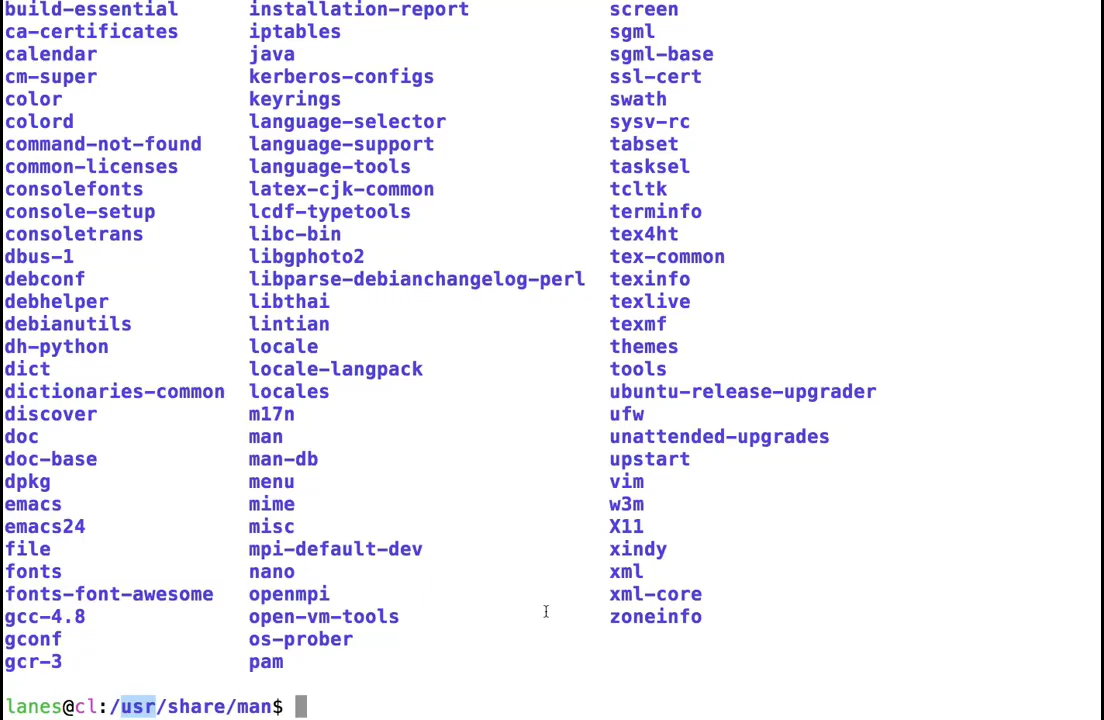 build-essential installation-report screen
ca-certificates iptables sgml
calendar java sgml-base
cm-super kerberos-configs ssl-cert
color keyrings swath
colord language-selector sysv-rc
command-not-found language-support tabset
common-licenses language-tools tasksel
consolefonts latex-cjk-common tcltk
console-setup lcdf-typetools terminfo
consoletrans libc-bin tex4ht
dbus-1 libgphoto2 tex-common
debconf libparse-debianchangelog-perl texinfo
debhelper libthai texlive
debianutils lintian texmf
dh-python locale themes
dict locale-langpack tools
dictionaries-common locales ubuntu-release-upgrader
discover m17n ufw
doc man unattended-upgrades
doc-base man-db upstart
dpkg menu vim
emacs mime w3m
emacs24 misc X11
file mpi-default-dev xindy
fonts nano xml
fonts-font-awesome openmpi xml-core
gcc-4.8 open-vm-tools zoneinfo
gconf os-prober
gcr-3 pam
lanes@cl:/usr/share/man$